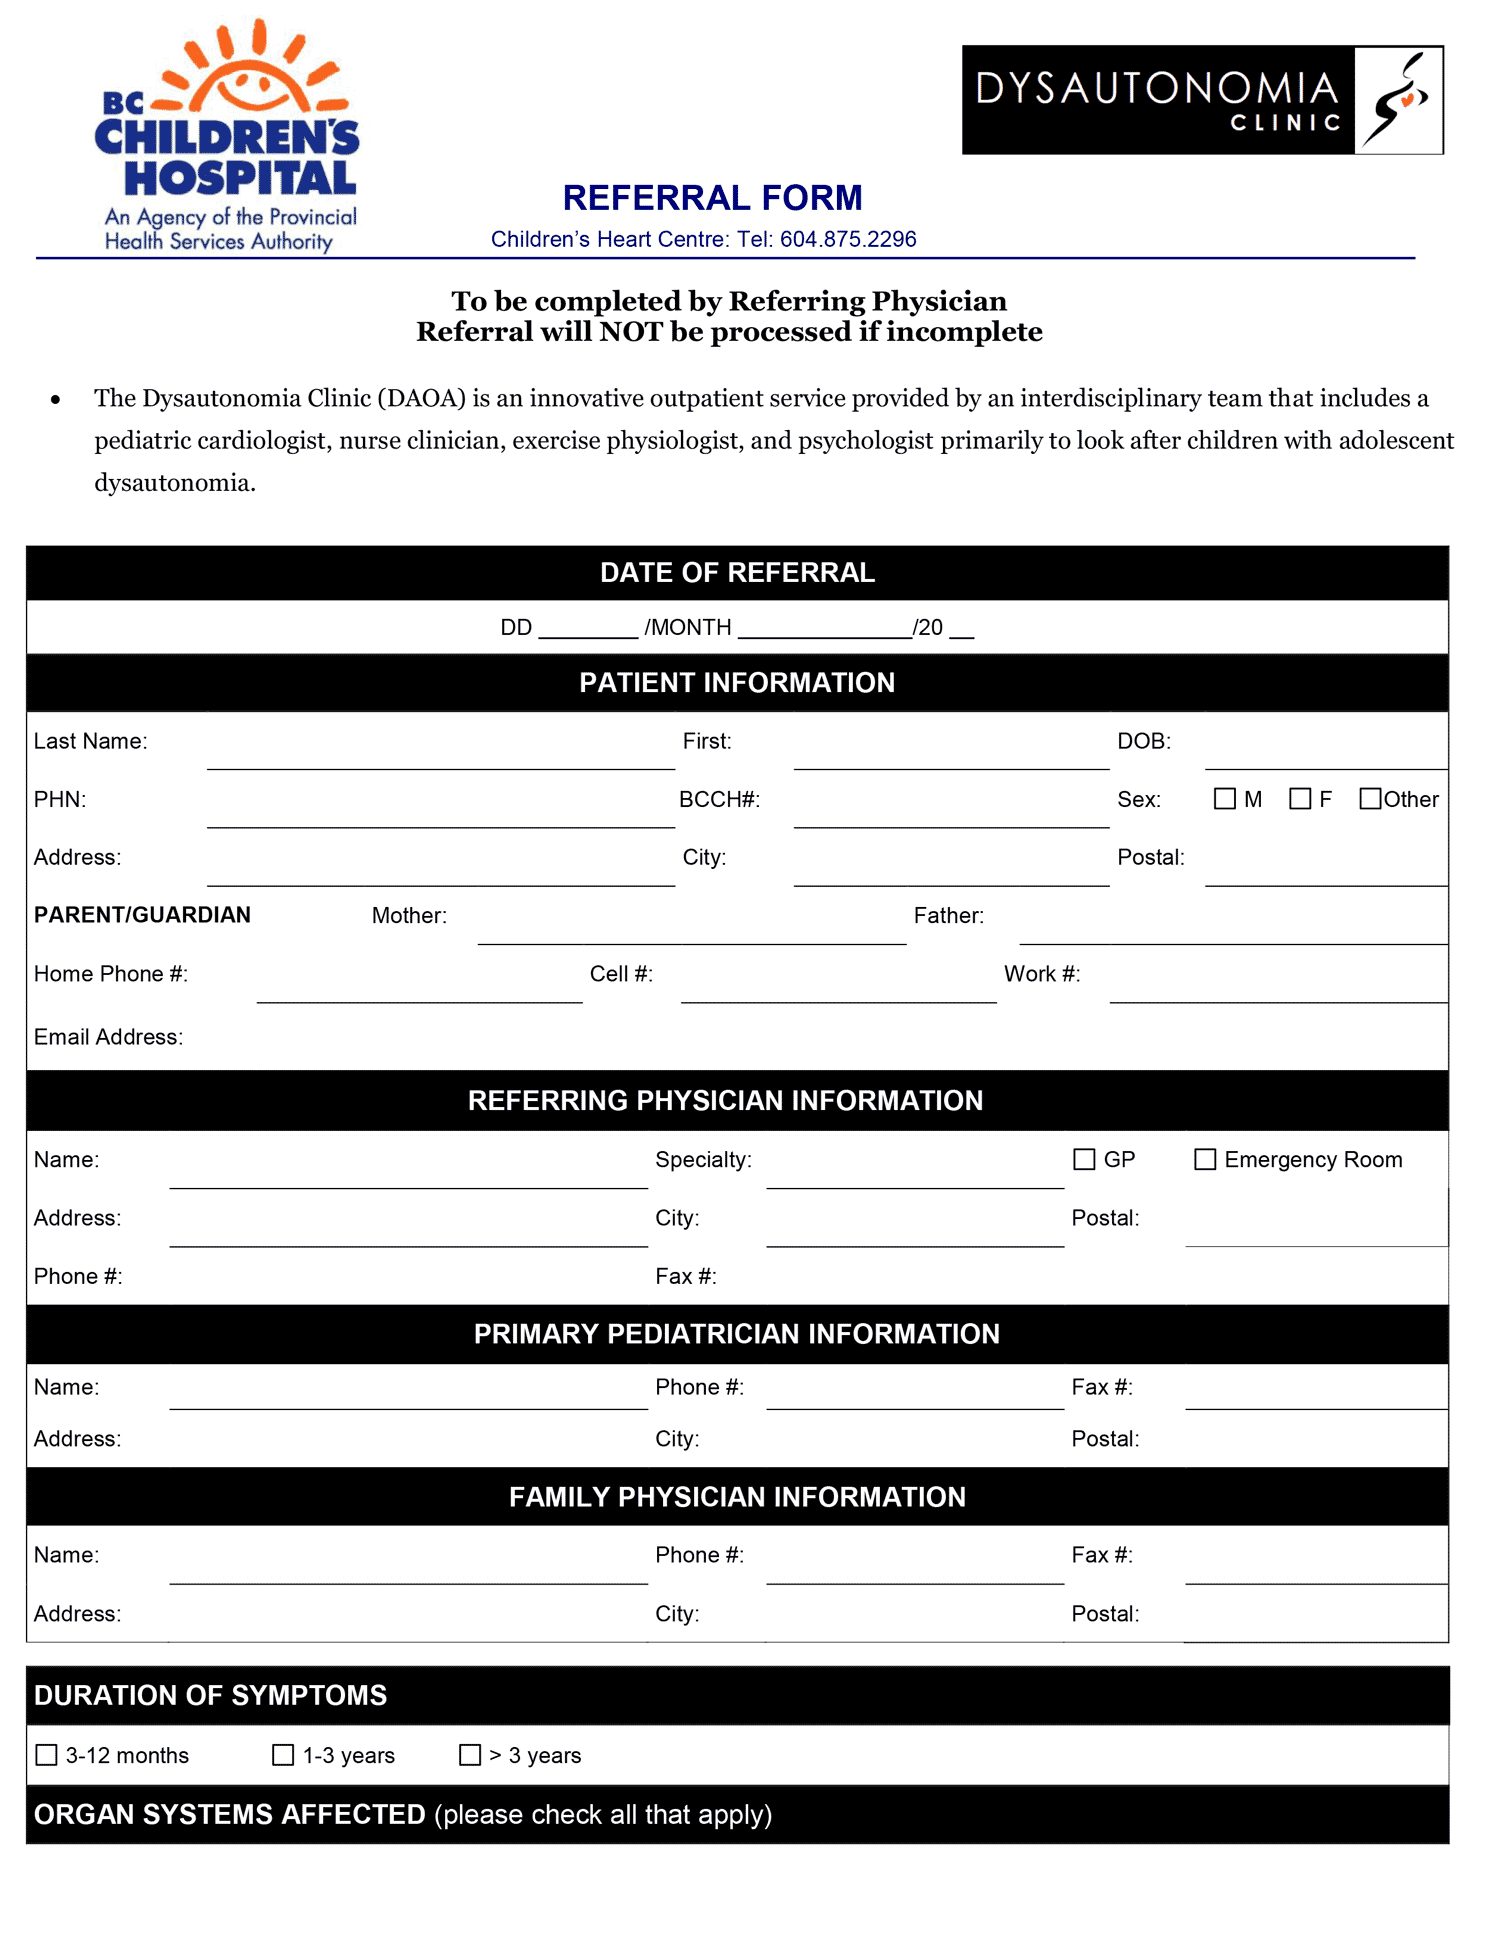 BC
CHILDREN'S
HOSPITAL
An Agency of the Provincial
Health Services Authority
DYSAUTONOMIA
CLINIC
REFERRAL FORM
Children's Heart Centre: Tel: 604.875.2296
To be completed by Referring Physician
Referral will NOT be processed if incomplete
• The Dysautonomia Clinic (DAOA) is an innovative outpatient service provided by an interdisciplinary team that includes a
pediatric cardiologist, nurse clinician, exercise physiologist, and psychologist primarily to look after children with adolescent
dysautonomia.
DATE OF REFERRAL
DD ________ /MONTH ______________/20 __
PATIENT INFORMATION
Last Name: First: DOB:
PHN: BCCH#: Sex: ☐ M ☐ F ☐Other
Address: City: Postal:
PARENT/GUARDIAN Mother: Father:
Home Phone #: Cell #: Work #:
Email Address:
REFERRING PHYSICIAN INFORMATION
Name: Specialty: ☐ GP ☐ Emergency Room
Address: City: Postal:
Phone #: Fax #:
PRIMARY PEDIATRICIAN INFORMATION
Name: Phone #: Fax #:
Address: City: Postal:
FAMILY PHYSICIAN INFORMATION
Name: Phone #: Fax #:
Address: City: Postal:
DURATION OF SYMPTOMS
☐ 3-12 months ☐ 1-3 years ☐ > 3 years
ORGAN SYSTEMS AFFECTED (please check all that apply)